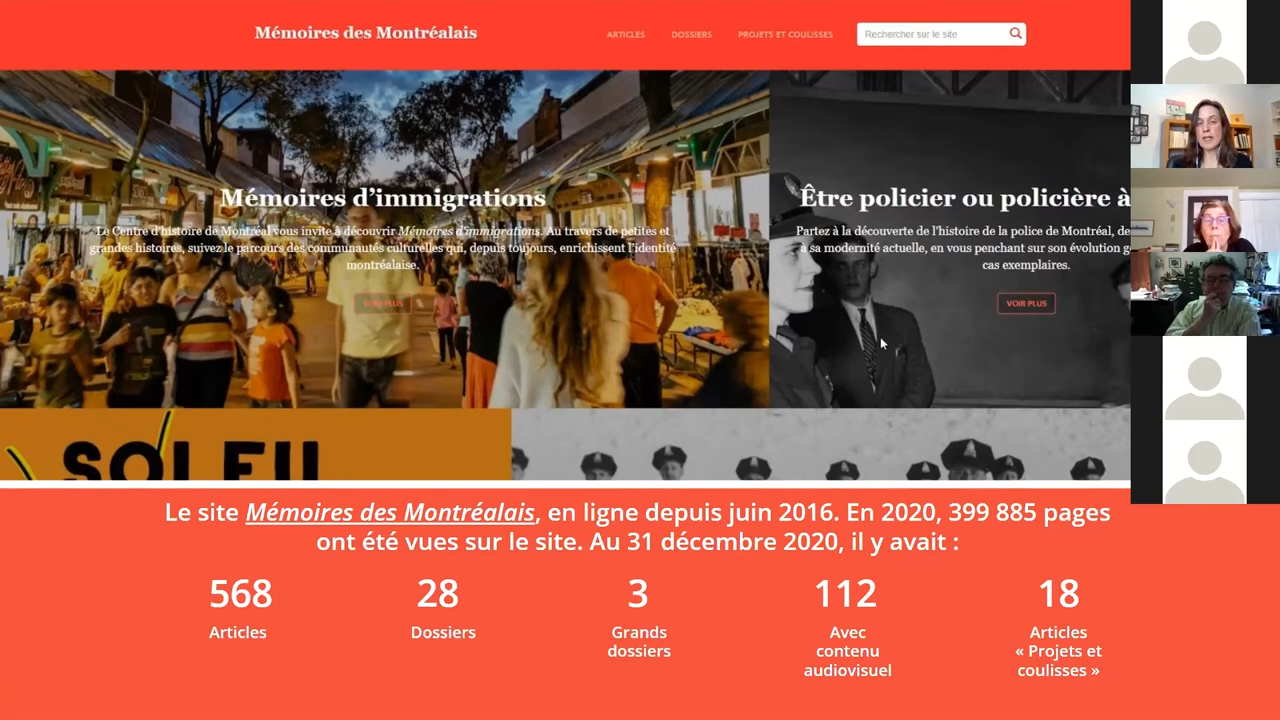 Mémoires des Montréalais
ARTICLES DOSSIERS PROJETS ET COULISSES Rechercher sur le site
Mémoires d'immigrations
Le Centre d'histoire de Montréal vous invite à découvrir Mémoires d'immigrations. Au travers de petites et
grandes histoires, suivez le parcours des communautés culturelles qui, depuis toujours, enrichissent l'identité
montréalaise.
VOIR PLUS
Être policier ou policière à
Partez à la découverte de l'histoire de la police de Montréal, de
à sa modernité actuelle, en vous penchant sur son évolution
cas exemplaires.
VOIR PLUS
SOLEIL
Le site Mémoires des Montréalais, en ligne depuis juin 2016. En 2020, 399 885 pages
ont été vues sur le site. Au 31 décembre 2020, il y avait :
568
Articles
28
Dossiers
3
Grands
dossiers
112
Avec
contenu
audiovisuel
18
Articles
« Projets et
coulisses »